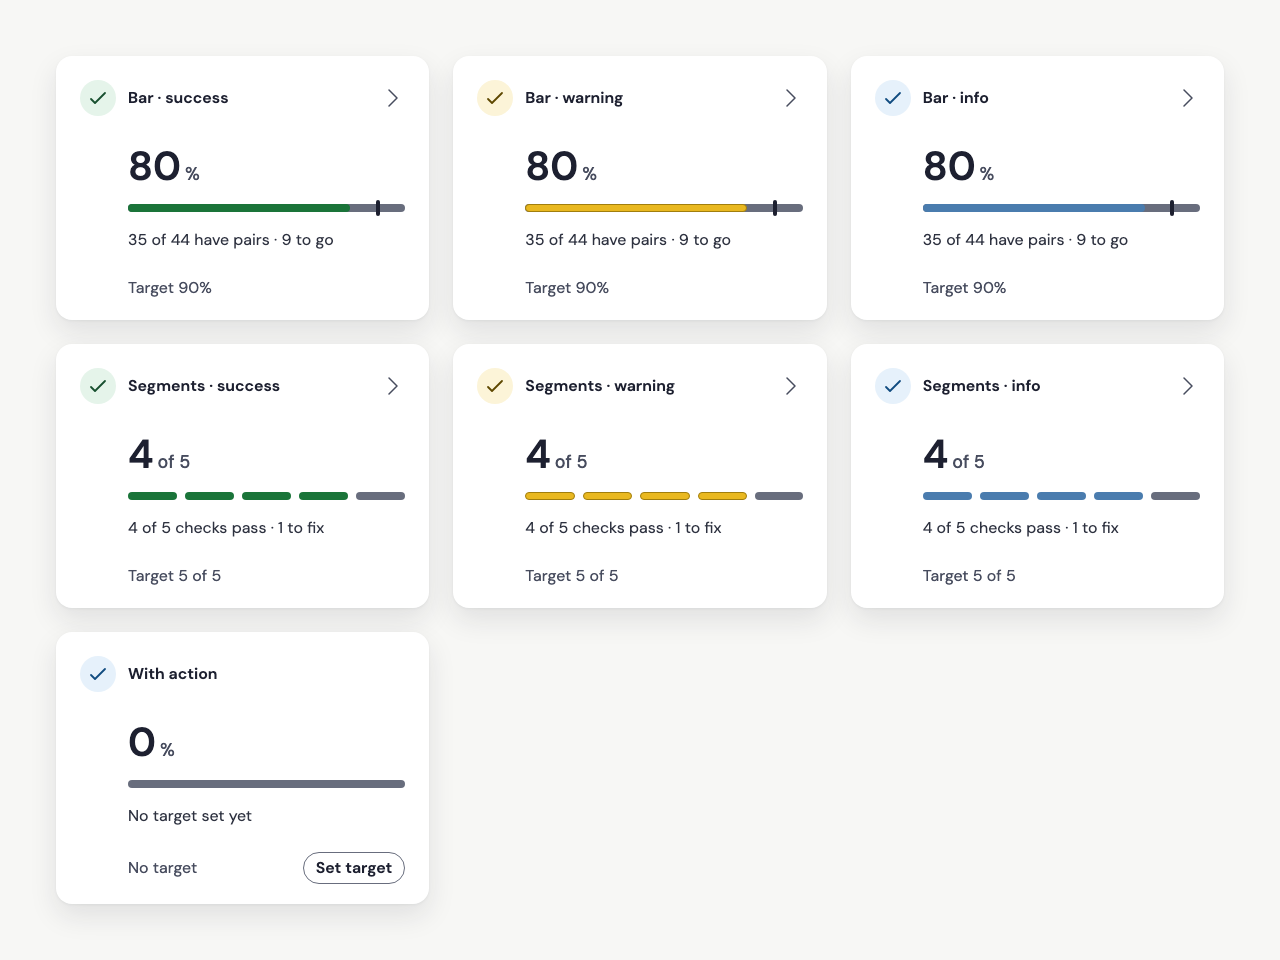 Bar · success
80 %
35 of 44 have pairs · 9 to go
Target 90%
Bar · warning
80 %
35 of 44 have pairs · 9 to go
Target 90%
Bar · info
80 %
35 of 44 have pairs · 9 to go
Target 90%
Segments · success
4 of 5
4 of 5 checks pass · 1 to fix
Target 5 of 5
Segments · warning
4 of 5
4 of 5 checks pass · 1 to fix
Target 5 of 5
Segments · info
4 of 5
4 of 5 checks pass · 1 to fix
Target 5 of 5
With action
0 %
No target set yet
No target
Set target